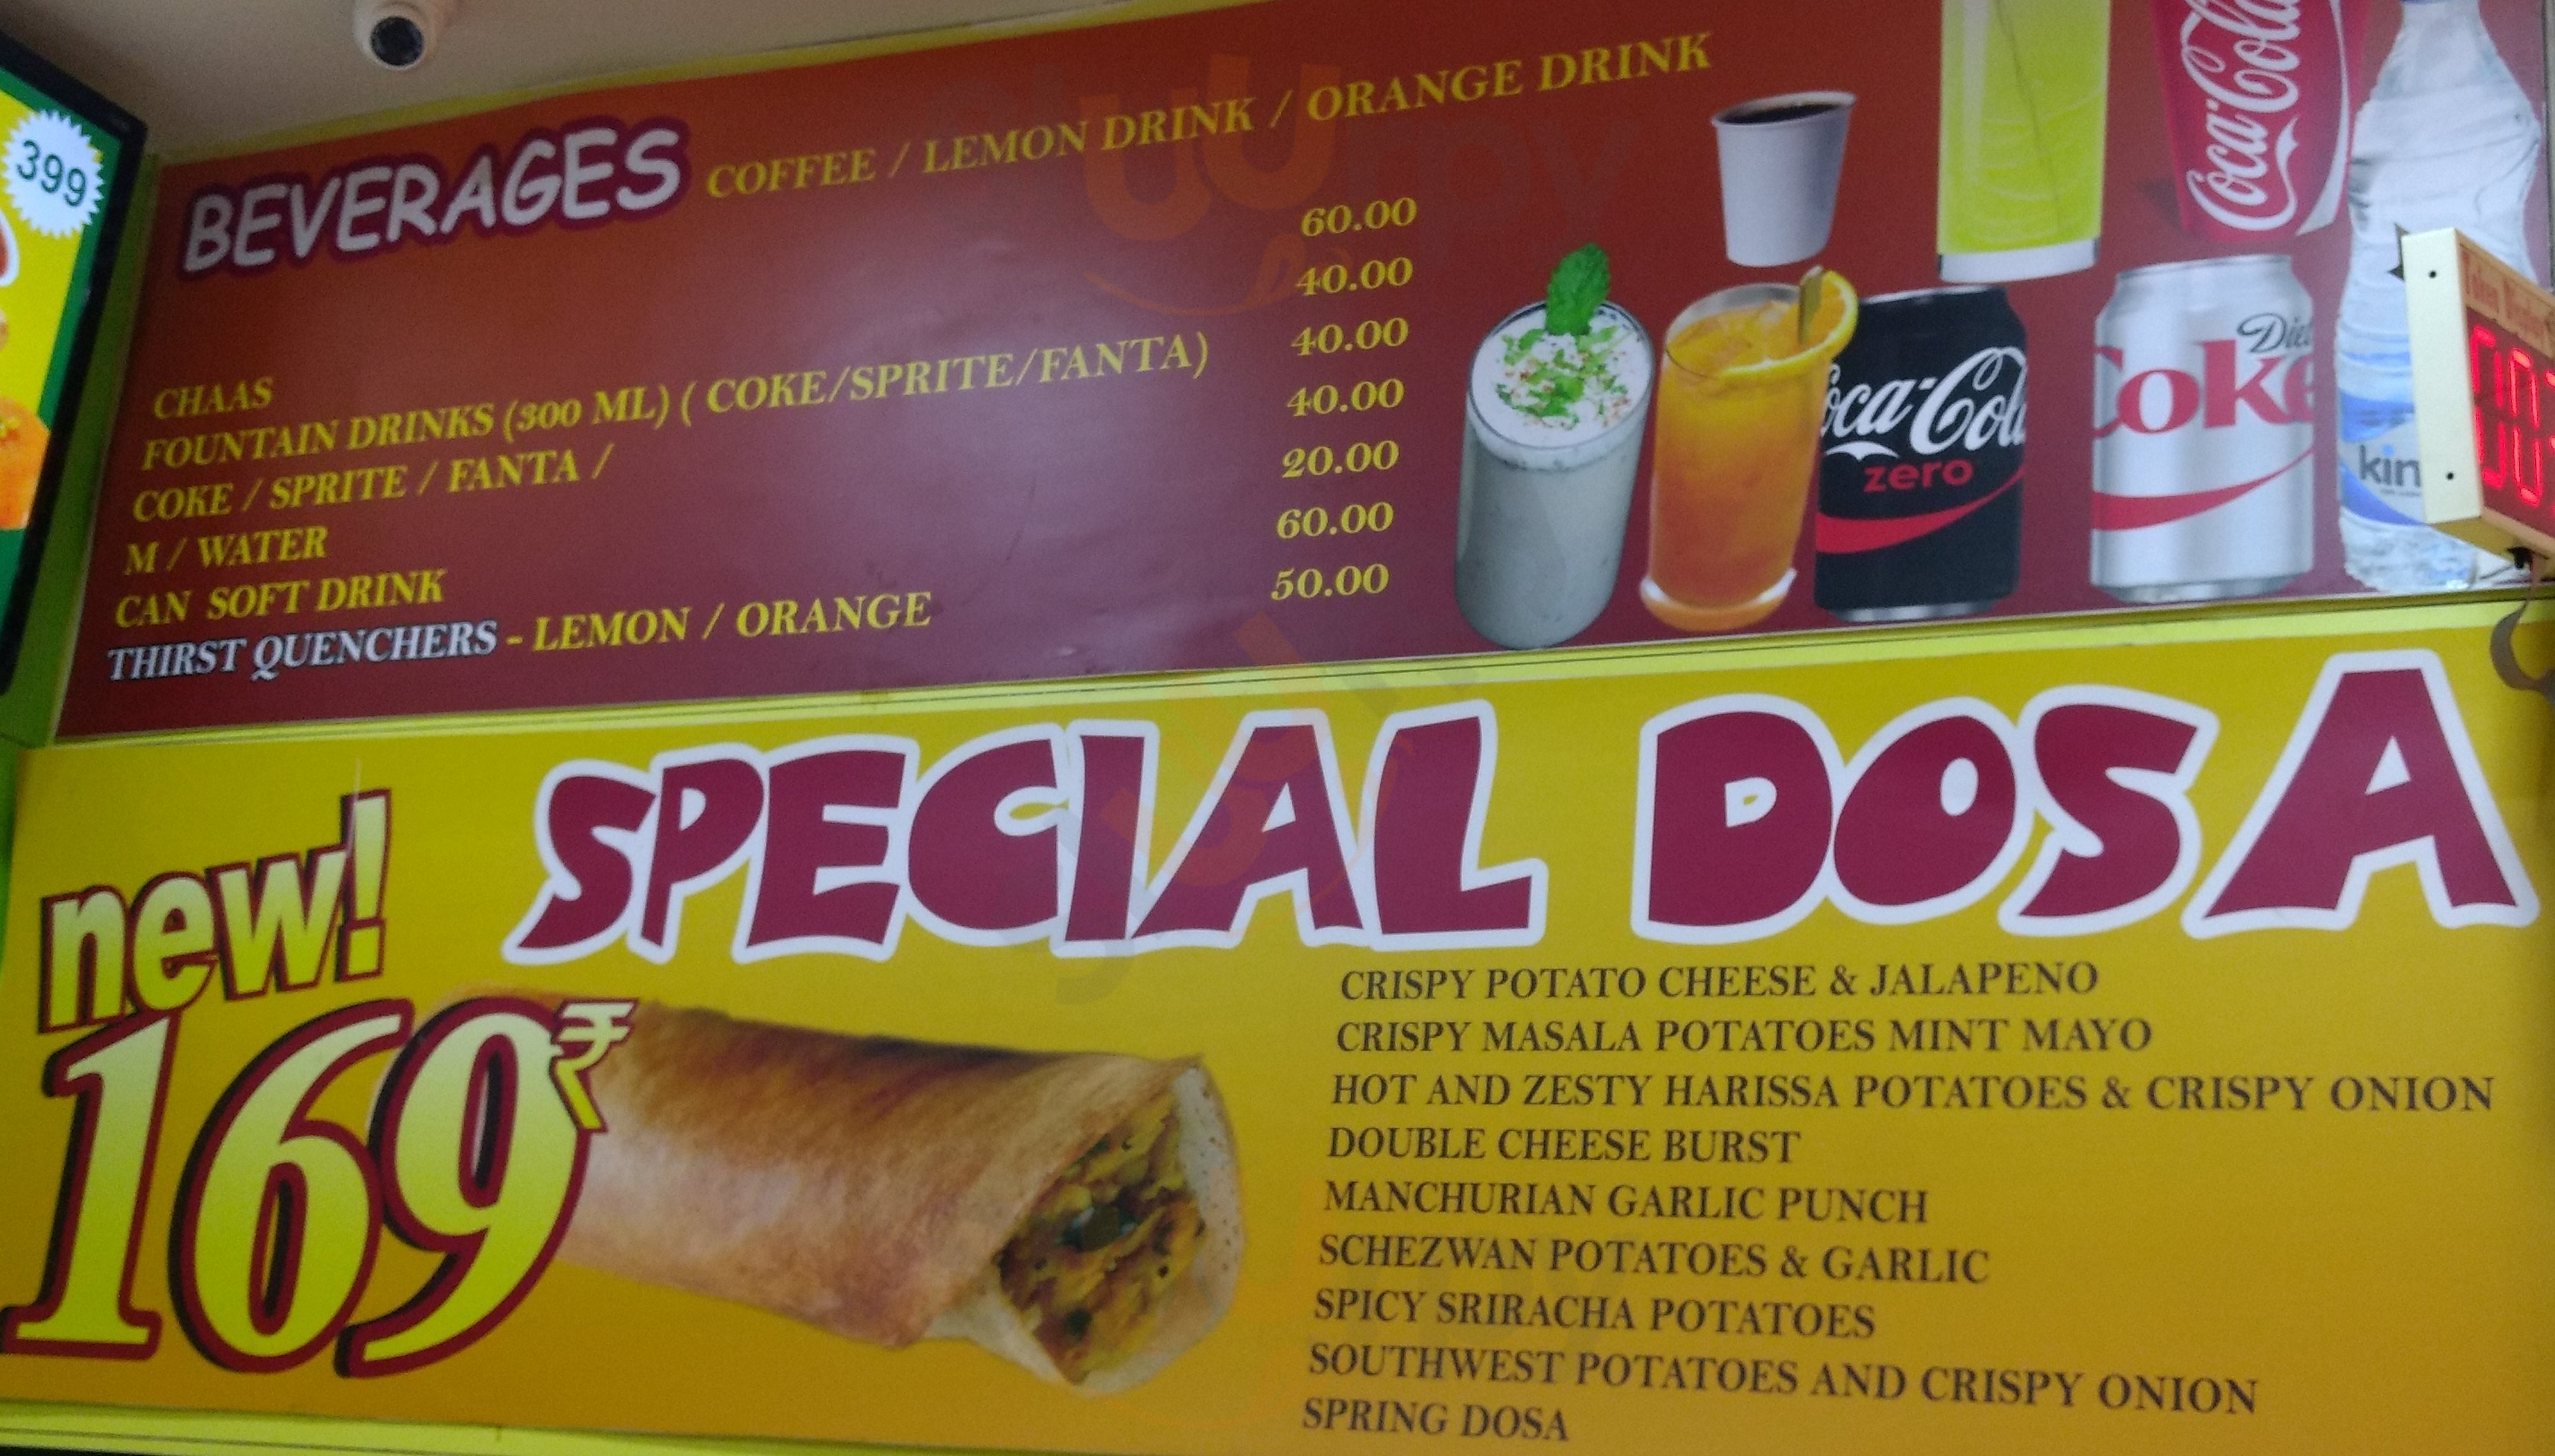 399
BEVERAGES COFFEE / LEMON DRINK / ORANGE DRINK 60.00
CHAAS 40.00
FOUNTAIN DRINKS (300 ML) ( COKE/SPRITE/FANTA) 40.00
COKE / SPRITE / FANTA / 40.00
M / WATER 20.00
CAN SOFT DRINK 60.00
THIRST QUENCHERS - LEMON / ORANGE 50.00
Coca-Cola
Coca-Cola
zero
Diet
Coke
kin
new!
169₹
SPECIAL DOSA
CRISPY POTATO CHEESE & JALAPENO
CRISPY MASALA POTATOES MINT MAYO
HOT AND ZESTY HARISSA POTATOES & CRISPY ONION
DOUBLE CHEESE BURST
MANCHURIAN GARLIC PUNCH
SCHEZWAN POTATOES & GARLIC
SPICY SRIRACHA POTATOES
SOUTHWEST POTATOES AND CRISPY ONION
SPRING DOSA